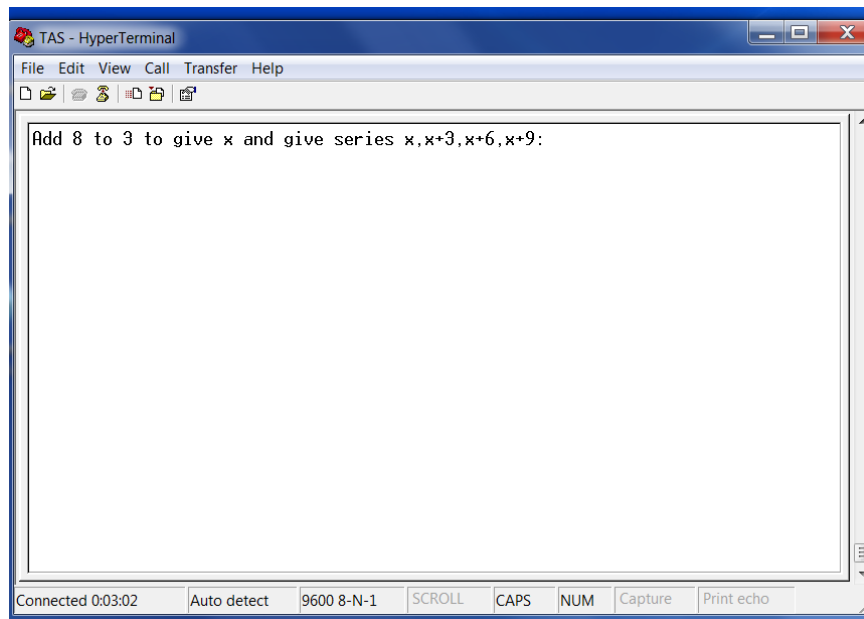 TAS - HyperTerminal
File Edit View Call Transfer Help
Add 8 to 3 to give x and give series x,x+3,x+6,x+9:
Connected 0:03:02 Auto detect 9600 8-N-1 SCROLL CAPS NUM Capture Print echo